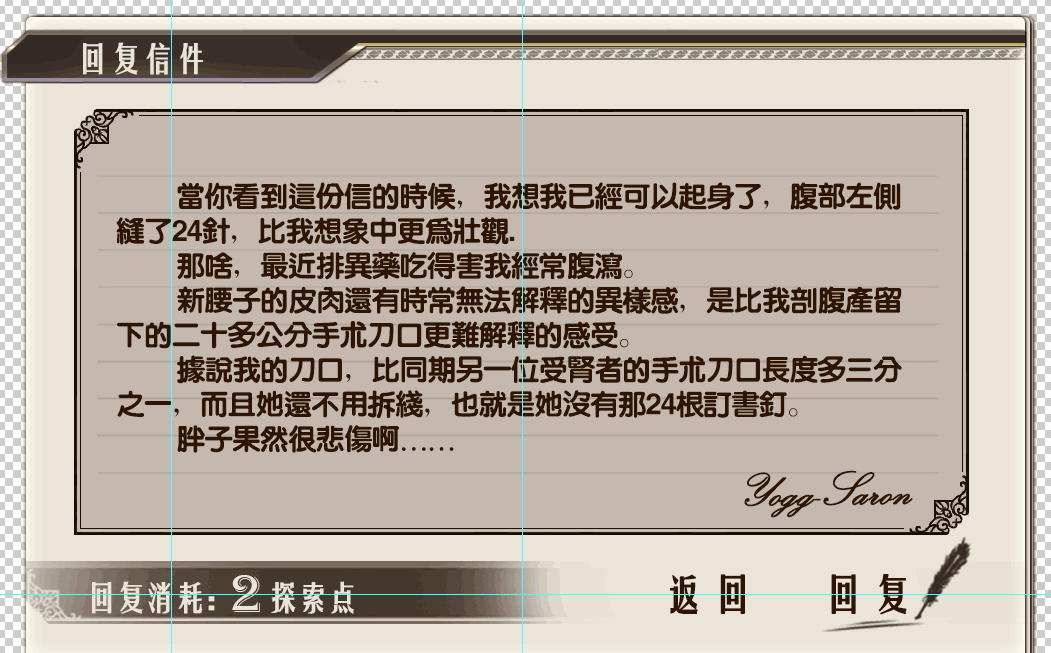 回复信件
當你看到這份信的時候，我想我已經可以起身了，腹部左側
縫了24針，比我想象中更爲壯觀.
那啥，最近排異藥吃得害我經常腹瀉。
新腰子的皮肉還有時常無法解釋的異樣感，是比我剖腹產留
下的二十多公分手朮刀口更難解釋的感受。
據說我的刀口，比同期另一位受腎者的手朮刀口長度多三分
之一，而且她還不用拆綫，也就是她沒有那24根訂書釘。
胖子果然很悲傷啊……
Yogg-Saron
回复消耗: 2 探索点
返回
回复